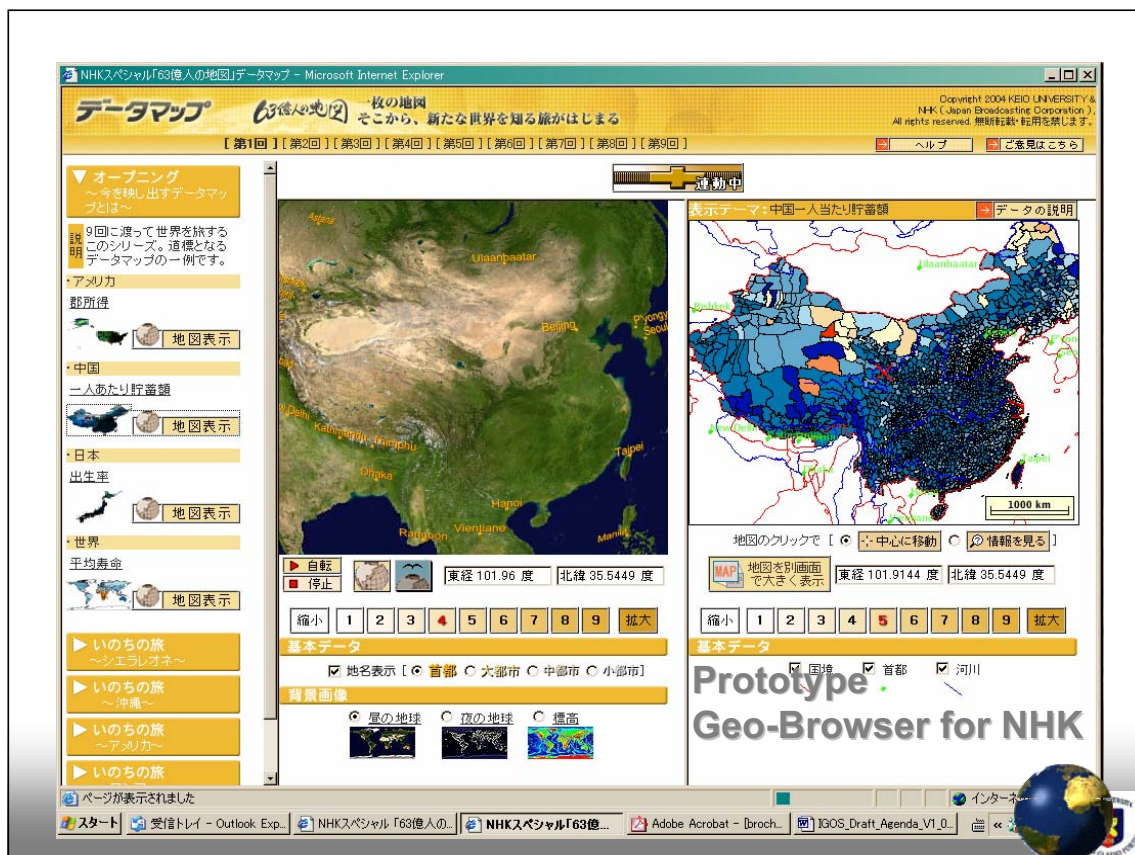 NHKスペシャル「63億人の地図」データマップ - Microsoft Internet Explorer
データマップ
63億人の地図
一枚の地図
そこから、新たな世界を知る旅がはじまる
Copyright 2004 KEIO UNIVERSITY &
NHK ( Japan Broadcasting Corporation ),
All rights reserved. 無断転載・転用を禁じます。
[ 第1回 ] [ 第2回 ] [ 第3回 ] [ 第4回 ] [ 第5回 ] [ 第6回 ] [ 第7回 ] [ 第8回 ] [ 第9回 ]
ヘルプ
ご意見はこちら
▼ オープニング
～今を映し出すデータマップとは～
説明
9回に渡って世界を旅する
このシリーズ。道標となる
データマップの一例です。
・アメリカ
郡所得
地図表示
・中国
一人あたり貯蓄額
地図表示
・日本
出生率
地図表示
・世界
平均寿命
地図表示
▶ いのちの旅
～シエラレオネ～
▶ いのちの旅
～沖縄～
▶ いのちの旅
～アメリカ～
▶ いのちの旅
連動中
Astana
Ulaanbaatar
Beijing
P'yongy
Seoul
Delhi
Kathmandu
Thimphu
Dhaka
Taipei
Hanoi
Rangoon
Vientiane
Manila
▶ 自転
■ 停止
東経 101.96 度
北緯 35.5449 度
縮小 1 2 3 4 5 6 7 8 9 拡大
基本データ
地名表示 [ 首都 大都市 中都市 小都市]
背景画像
昼の地球 夜の地球 標高
表示テーマ:中国一人当たり貯蓄額
データの説明
Ulaanbaatar
Bishkek
New Delhi
Dhaka
Taipei
1000 km
地図のクリックで [ 中心に移動 情報を見る ]
MAP 地図を別画面で大きく表示
東経 101.9144 度
北緯 35.5449 度
縮小 1 2 3 4 5 6 7 8 9 拡大
基本データ
国境 首都 河川
Prototype
Geo-Browser for NHK
ページが表示されました
インターネ
スタート
受信トレイ - Outlook Exp...
NHKスペシャル「63億人の...
NHKスペシャル「63億...
Adobe Acrobat - [broch...
IGOS_Draft_Agenda_V1_0...